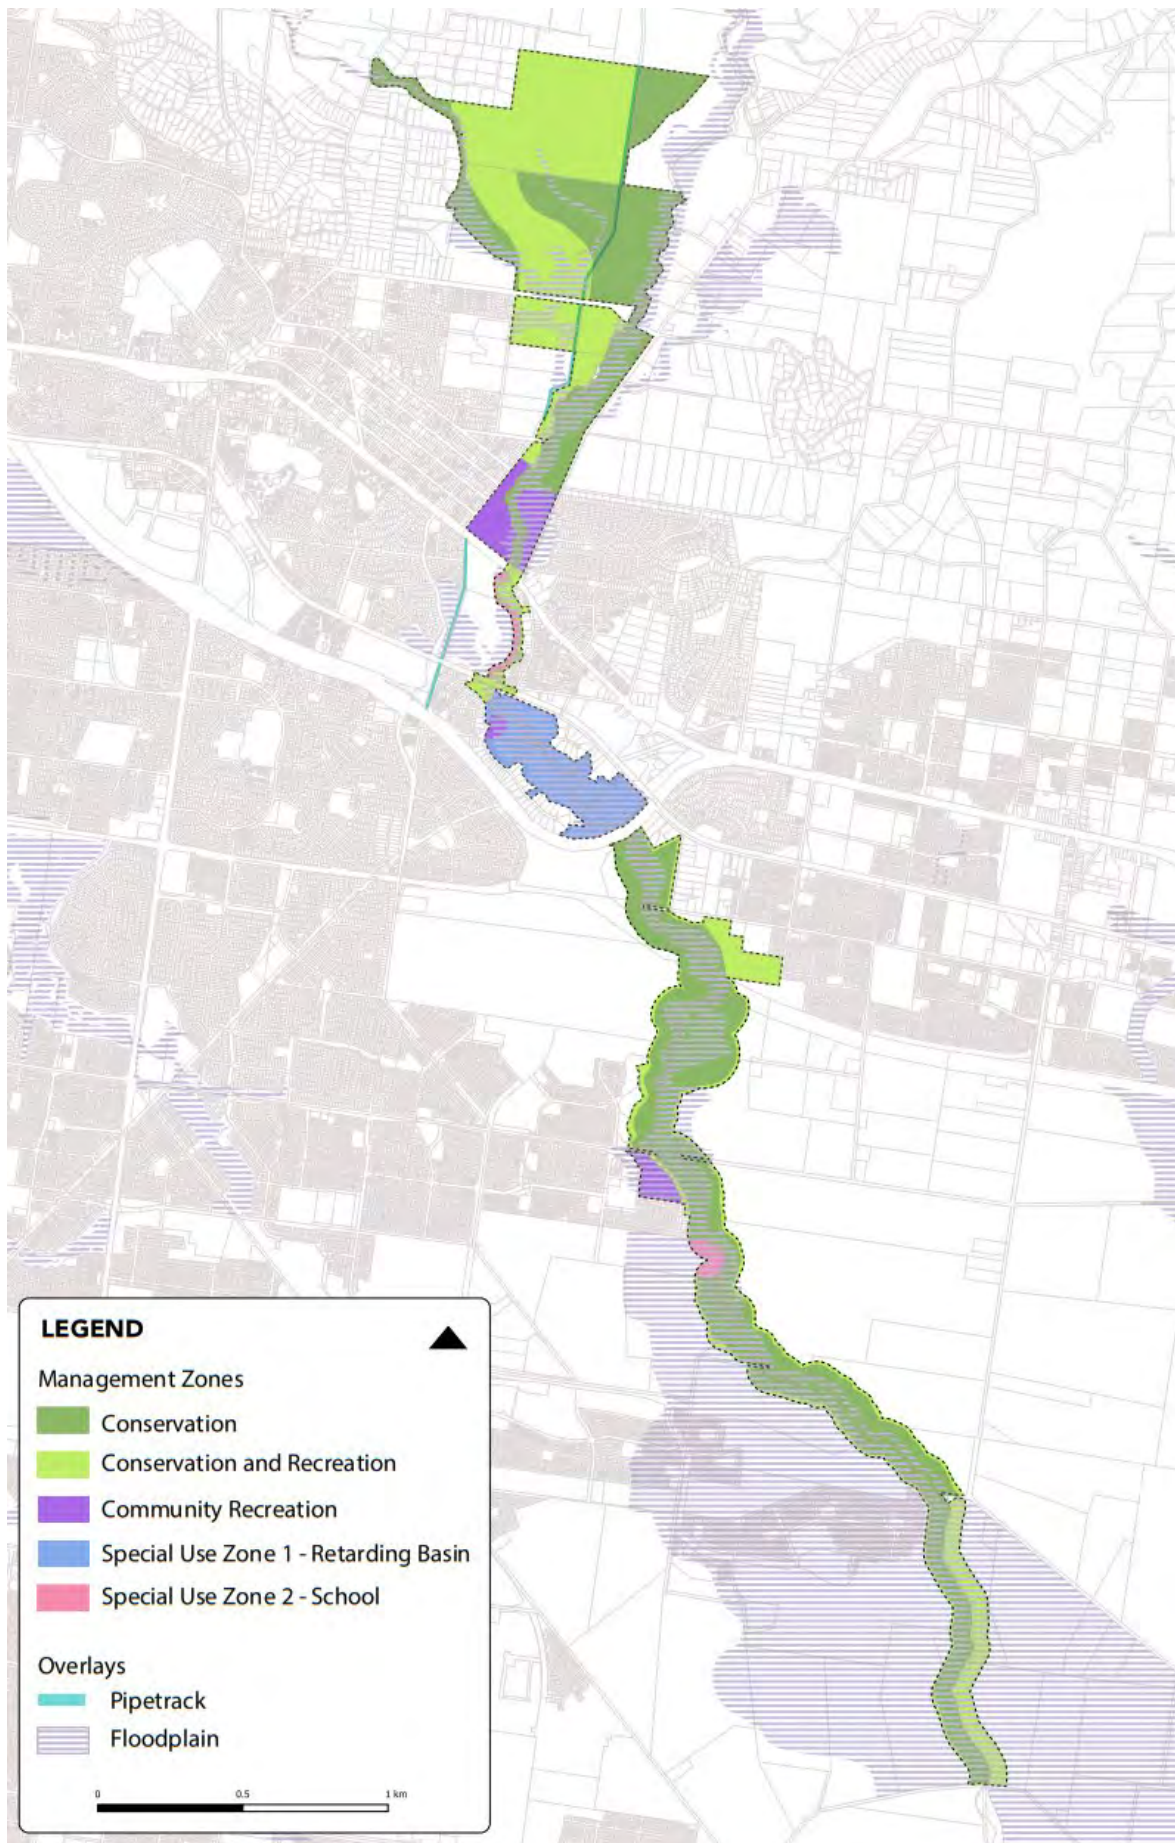 LEGEND
Management Zones
Conservation
Conservation and Recreation
Community Recreation
Special Use Zone 1 - Retarding Basin
Special Use Zone 2 - School
Overlays
Pipetrack
Floodplain
0 0.5 1 km